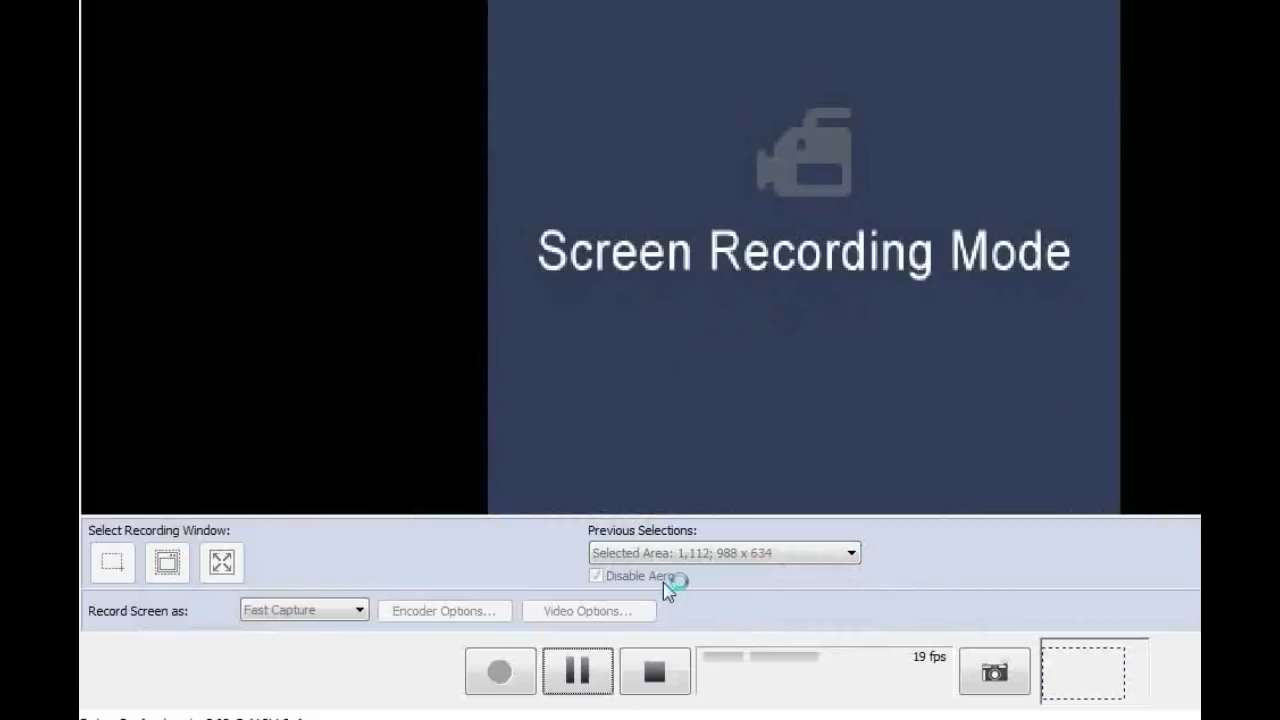 Screen Recording Mode
Select Recording Window:
Previous Selections:
Selected Area: 1,112; 988 x 634
Disable Aero
Record Screen as:
Fast Capture
Encoder Options...
Video Options...
19 fps